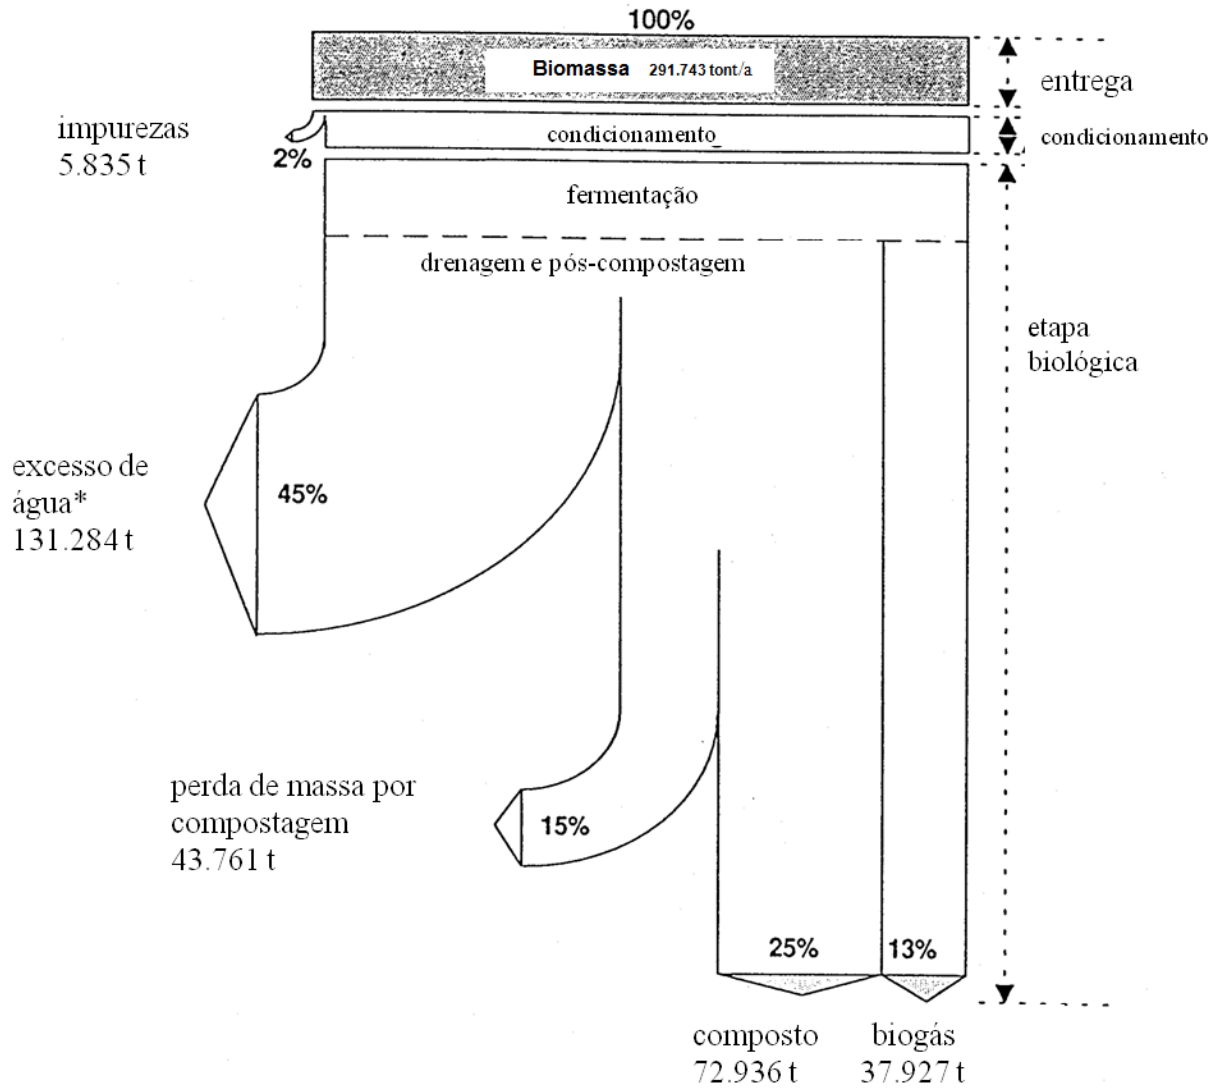 100%
Biomassa 291.743 tont/a
entrega
impurezas
5.835 t
2%
condicionamento
condicionamento
fermentação
drenagem e pós-compostagem
etapa
biológica
excesso de
água*
131.284 t
45%
perda de massa por
compostagem
43.761 t
15%
25%
13%
composto
72.936 t
biogás
37.927 t